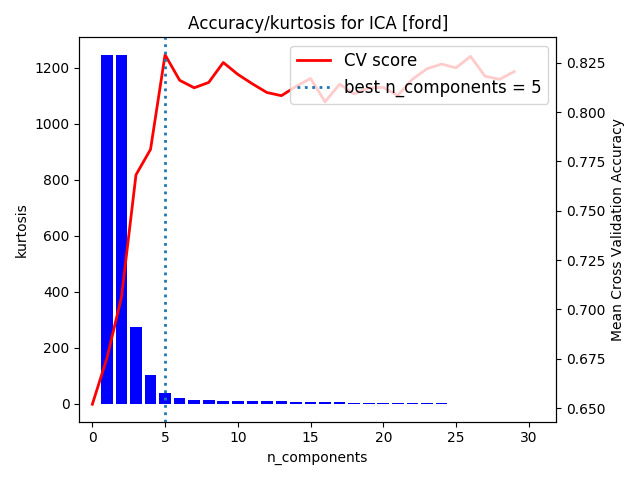 Accuracy/kurtosis for ICA [ford]
CV score
best n_components = 5
1200
1000
800
600
400
200
0
kurtosis
0.825
0.800
0.775
0.750
0.725
0.700
0.675
0.650
Mean Cross Validation Accuracy
0 5 10 15 20 25 30
n_components